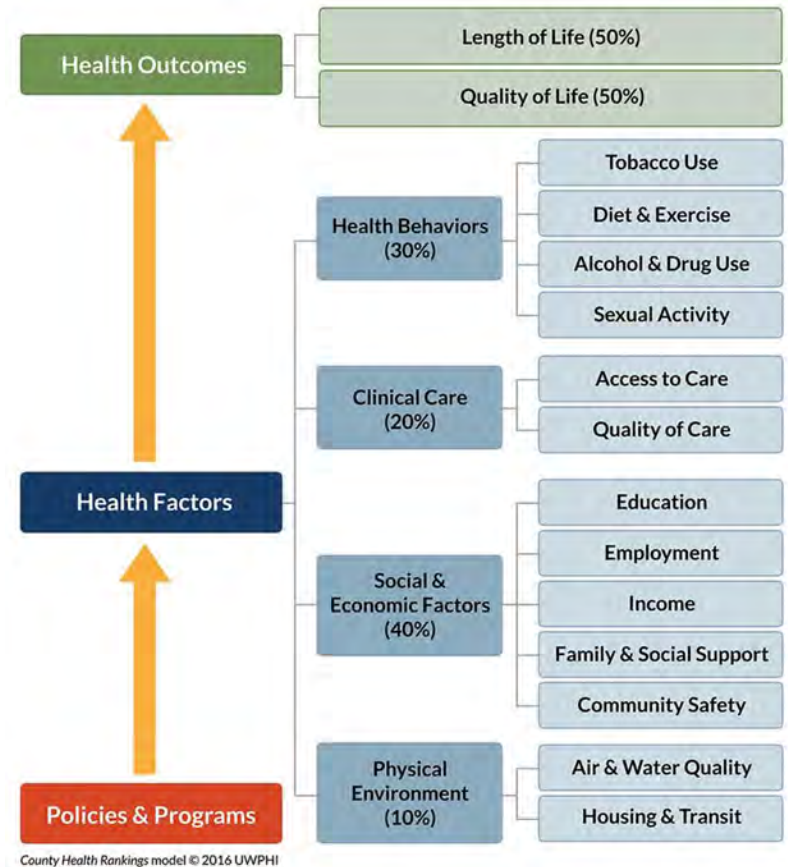 Health Outcomes
Length of Life (50%)
Quality of Life (50%)
Health Behaviors
(30%)
Tobacco Use
Diet & Exercise
Alcohol & Drug Use
Sexual Activity
Clinical Care
(20%)
Access to Care
Quality of Care
Health Factors
Social &
Economic Factors
(40%)
Education
Employment
Income
Family & Social Support
Community Safety
Physical
Environment
(10%)
Air & Water Quality
Housing & Transit
Policies & Programs
County Health Rankings model © 2016 UWPHI